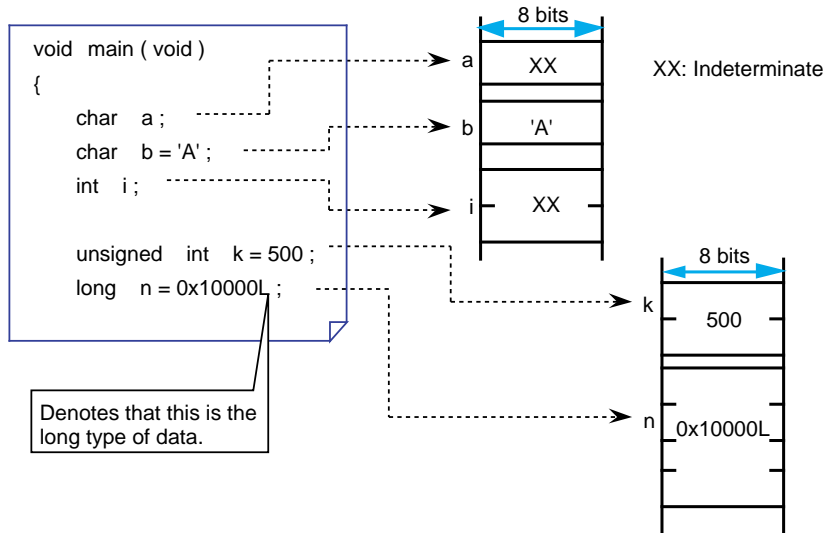 void main ( void )
{
char a ;
char b = 'A' ;
int i ;
unsigned int k = 500 ;
long n = 0x10000L ;
Denotes that this is the
long type of data.
8 bits
a
XX
b
'A'
i
XX
XX: Indeterminate
8 bits
k
500
n
0x10000L